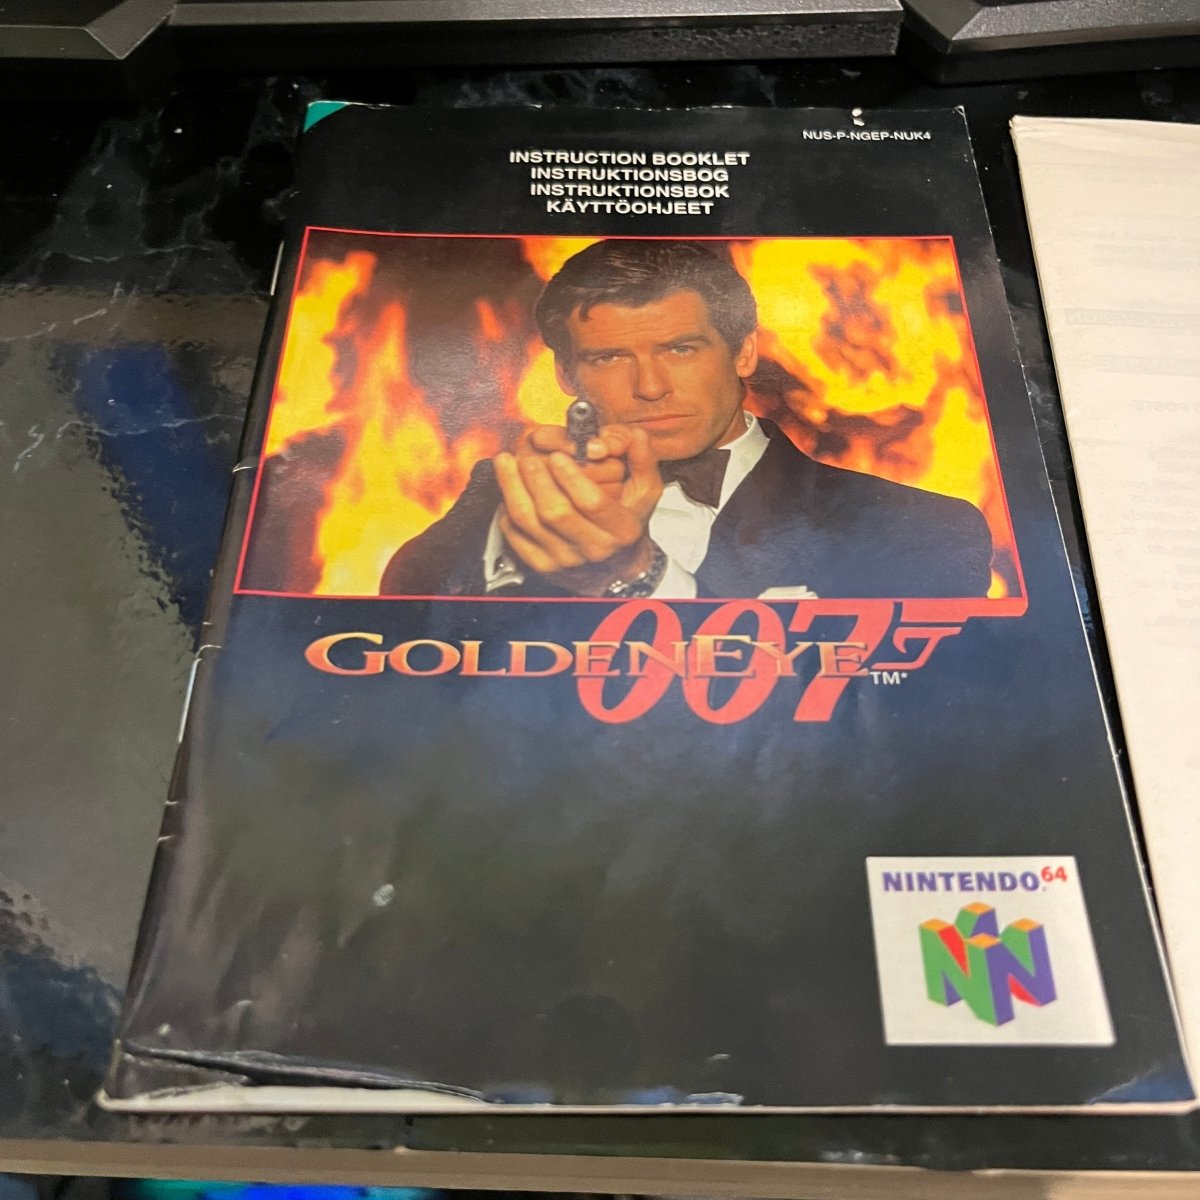 NUS-P-NGEP-NUK4
INSTRUCTION BOOKLET
INSTRUKTIONSBOG
INSTRUKTIONSBOK
KÄYTTÖOHJEET
GOLDENEYE 007 TM*
NINTENDO 64